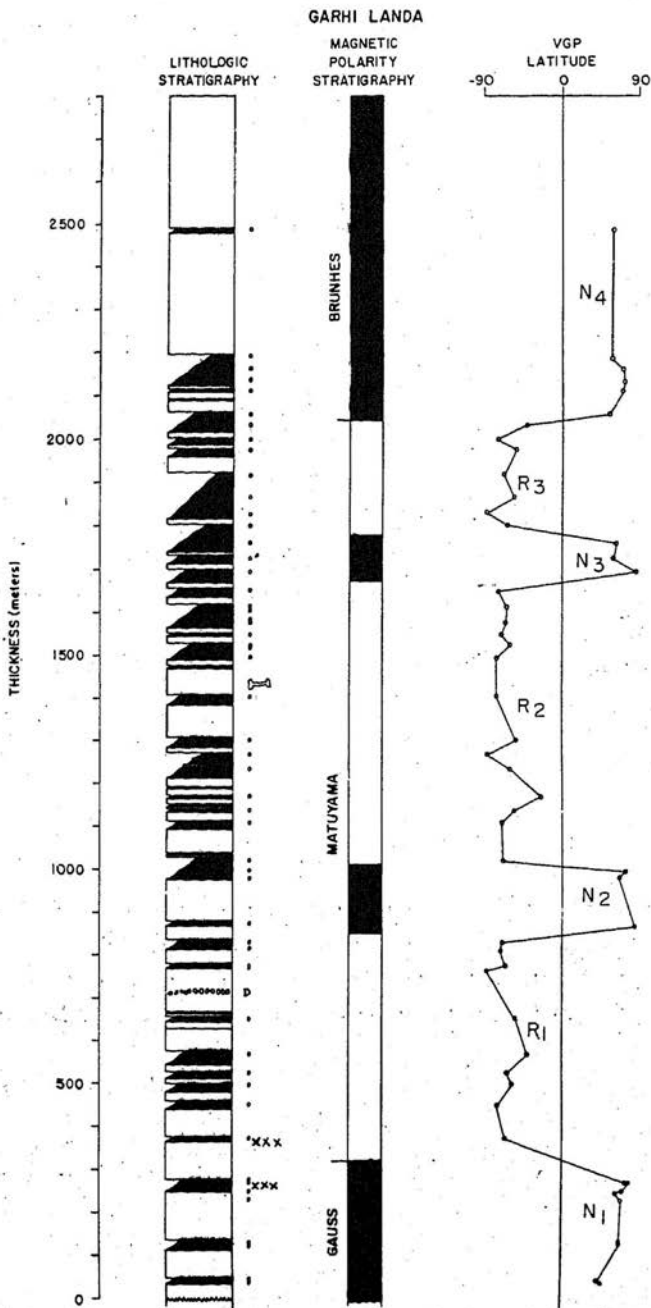 GARHI LANDA
LITHOLOGIC
STRATIGRAPHY
MAGNETIC
POLARITY
STRATIGRAPHY
VGP
LATITUDE
-90 0 90
THICKNESS (meters)
2500
2000
1500
1000
500
0
P
xxx
xxx
BRUNHES
MATUYAMA
GAUSS
N4
R3
N3
R2
N2
R1
N1